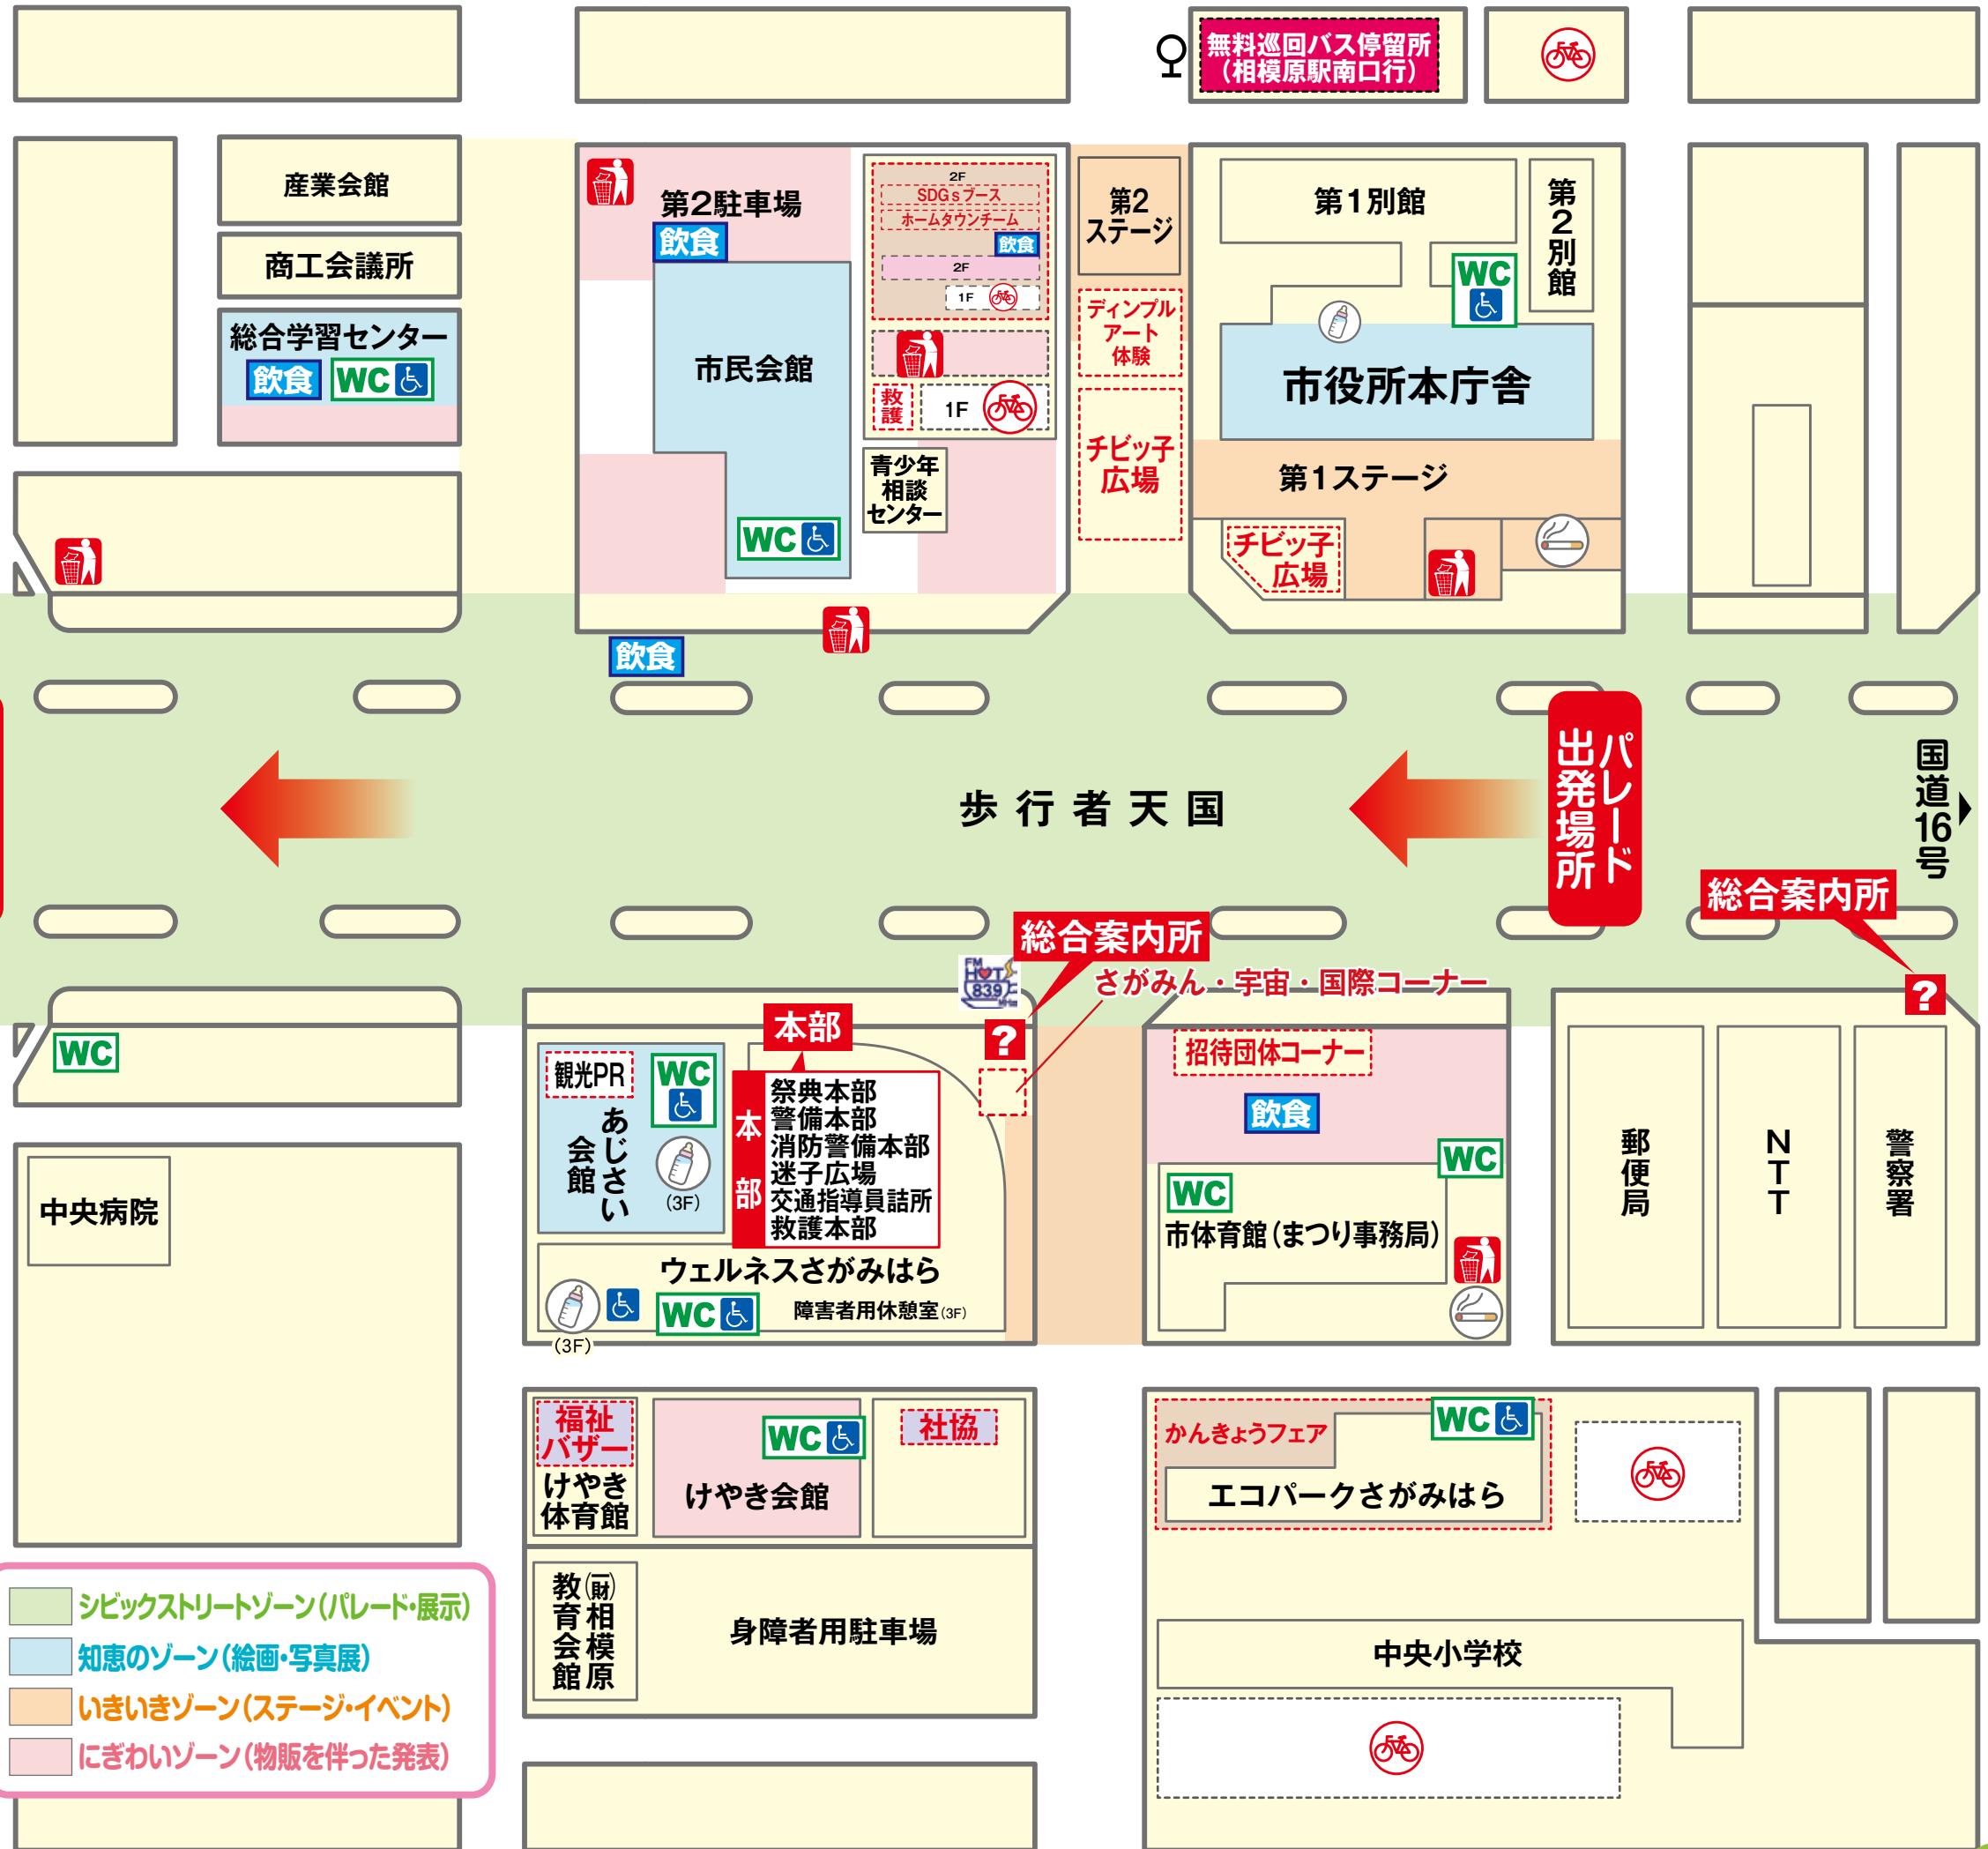 無料巡回バス停留所
（相模原駅南口行）
産業会館
商工会議所
総合学習センター
飲食
WC
第2駐車場
飲食
市民会館
WC
2F
SDGsブース
ホームタウンチーム
飲食
2F
1F
救護
1F
青少年
相談
センター
第2
ステージ
ディンプル
アート
体験
チビッ子
広場
第1別館
第2別館
WC
市役所本庁舎
第1ステージ
チビッ子
広場
飲食
歩行者天国
パレード
出発場所
国道16号
総合案内所
?
総合案内所
?
さがみん・宇宙・国際コーナー
FM
HOT
839
MHz
WC
中央病院
本部
観光PR
WC
あじさい
会館
(3F)
本部
祭典本部
警備本部
消防警備本部
迷子広場
交通指導員詰所
救護本部
ウェルネスさがみはら
WC
障害者用休憩室(3F)
(3F)
招待団体コーナー
飲食
WC
WC
市体育館（まつり事務局）
郵便局
NTT
警察署
福祉
バザー
けやき
体育館
WC
けやき会館
社協
(一財)相模原
教育会館
身障者用駐車場
かんきょうフェア
WC
エコパークさがみはら
中央小学校
シビックストリートゾーン（パレード・展示）
知恵のゾーン（絵画・写真展）
いきいきゾーン（ステージ・イベント）
にぎわいゾーン（物販を伴った発表）